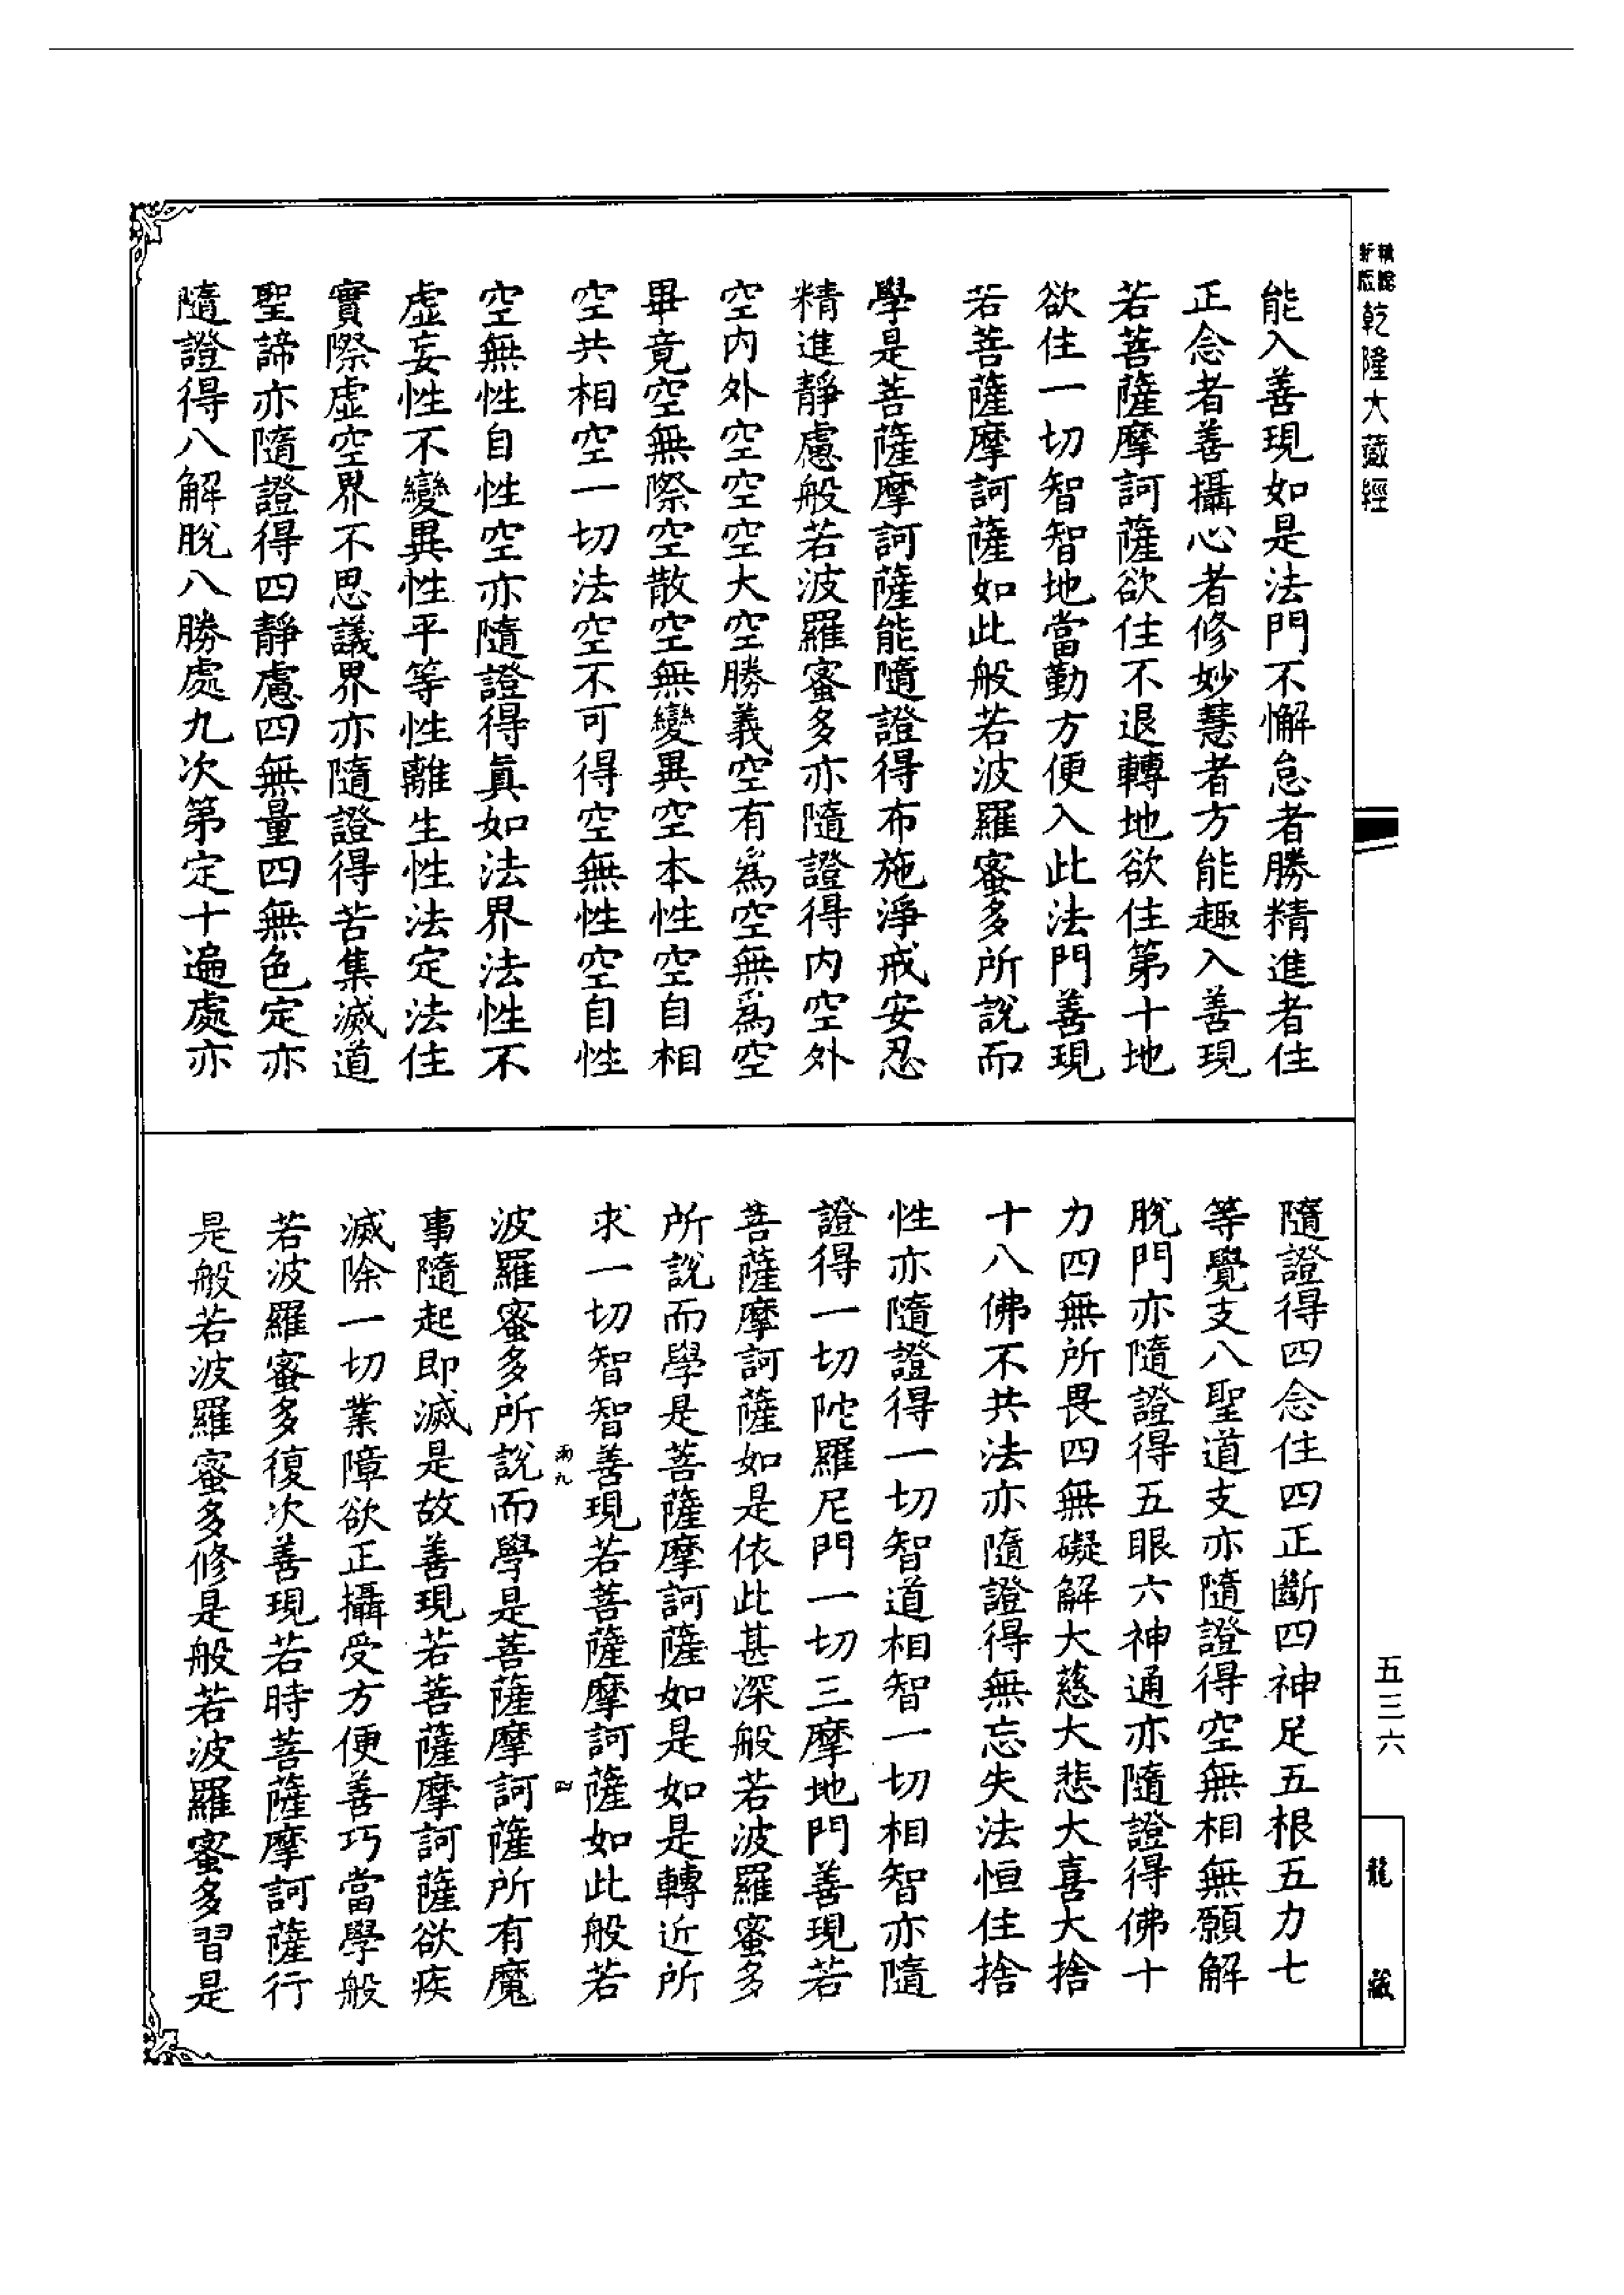 乾隆大藏經
能入善現如是法門不懈怠者勝精進者住
正念者善攝心者修妙慧者方能趣入善現
若菩薩摩訶薩欲住不退轉地欲住第十地
欲住一切智智地當勤方便入此法門善現
若菩薩摩訶薩如此般若波羅蜜多所說而
學是菩薩摩訶薩能隨證得布施淨戒安忍
精進靜慮般若波羅蜜多亦隨證得內空外
空內外空空空大空勝義空有為空無為空
畢竟空無際空散空無變異空本性空自相
空共相空一切法空不可得空無性空自性
空無性自性空亦隨證得真如法界法性不
虛妄性不變異性平等性離生性法定法住
實際虛空界不思議界亦隨證得苦集滅道
聖諦亦隨證得四靜慮四無量四無色定亦
隨證得八解脫八勝處九次第定十遍處亦
隨證得四念住四正斷四神足五根五力七
等覺支八聖道支亦隨證得空無相無願解
脫門亦隨證得五眼六神通亦隨證得佛十
力四無所畏四無礙解大慈大悲大喜大捨
十八佛不共法亦隨證得無忘失法恒住捨
性亦隨證得一切智道相智一切相智亦隨
證得一切陀羅尼門一切三摩地門善現若
菩薩摩訶薩如是依此甚深般若波羅蜜多
所說而學是菩薩摩訶薩如是如是轉近所
求一切智智善現若菩薩摩訶薩如此般若
波羅蜜多所說而學是菩薩摩訶薩所有魔
事隨起即滅是故善現若菩薩摩訶薩欲疾
滅除一切業障欲正攝受方便善巧當學般
若波羅蜜多復次善現若時菩薩摩訶薩行
是般若波羅蜜多修是般若波羅蜜多習是
五三六
龍藏